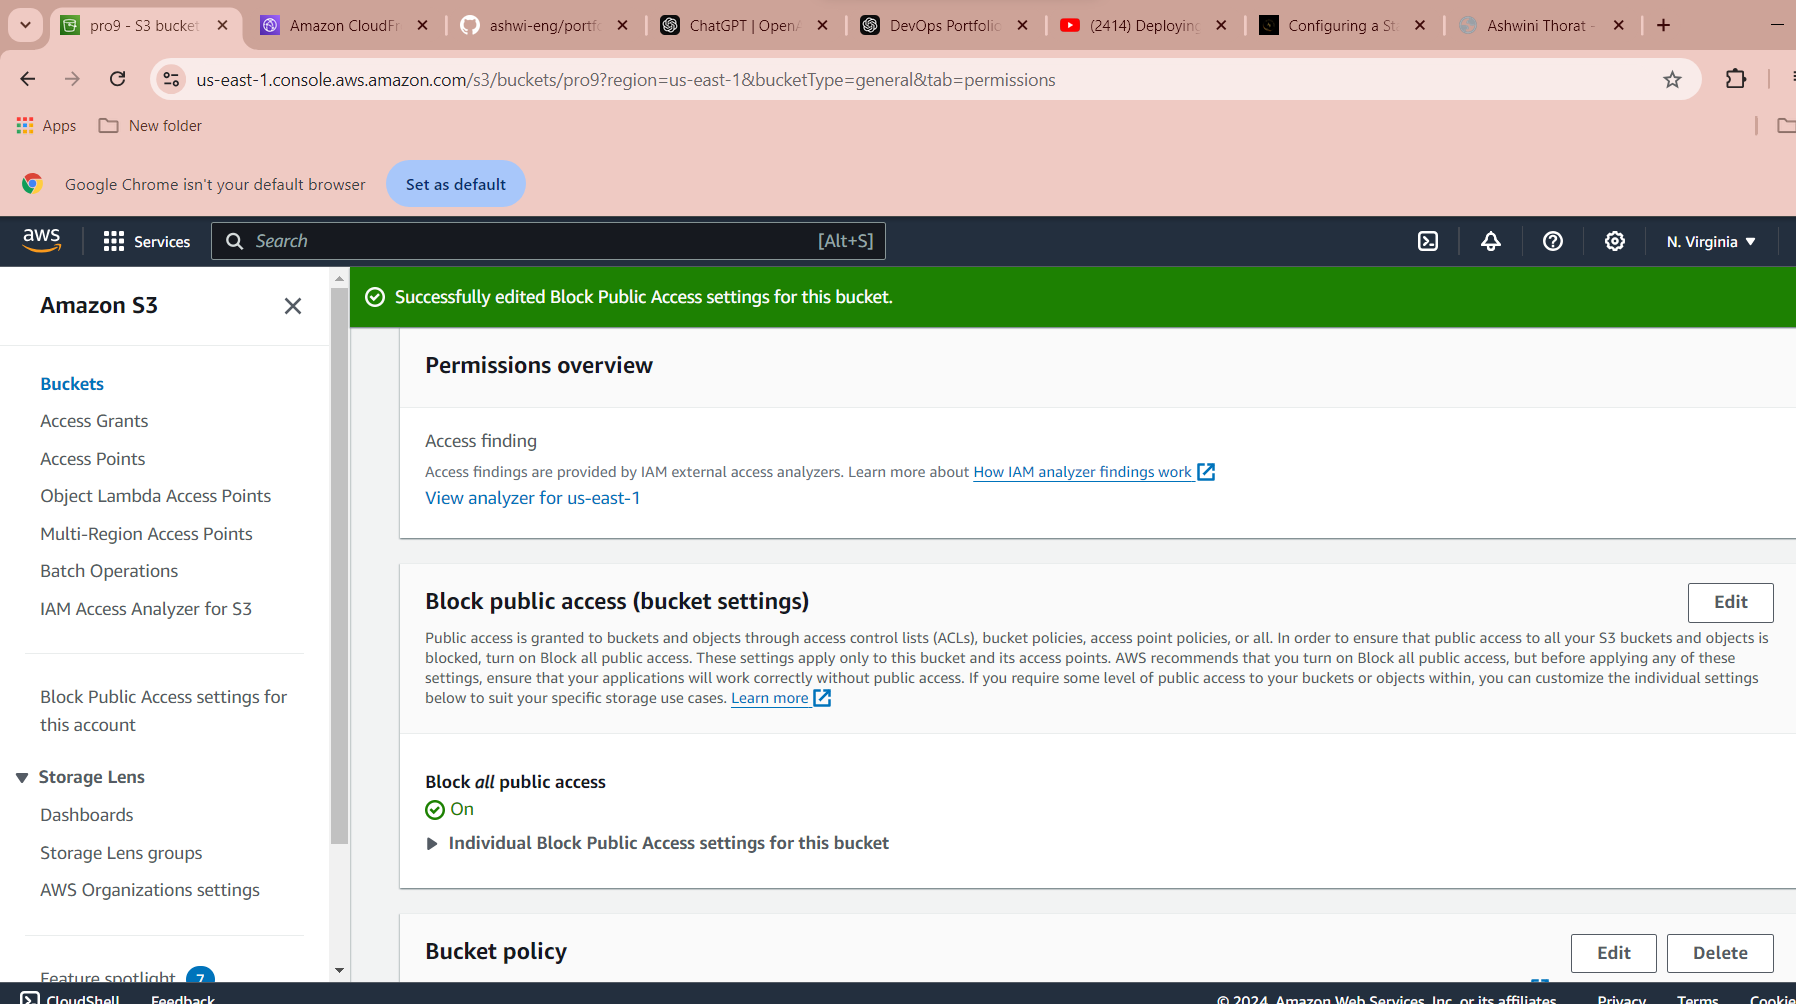 pro9 - S3 bucket
Amazon CloudFr
ashwi-eng/portfo
ChatGPT | OpenA
DevOps Portfolio
(2414) Deploying
Configuring a Sta
Ashwini Thorat -
us-east-1.console.aws.amazon.com/s3/buckets/pro9?region=us-east-1&bucketType=general&tab=permissions
Apps
New folder
Google Chrome isn't your default browser
Set as default
aws
Services
Search
[Alt+S]
N. Virginia
Amazon S3
Buckets
Access Grants
Access Points
Object Lambda Access Points
Multi-Region Access Points
Batch Operations
IAM Access Analyzer for S3
Block Public Access settings for
this account
Storage Lens
Dashboards
Storage Lens groups
AWS Organizations settings
Feature spotlight 7
Successfully edited Block Public Access settings for this bucket.
Permissions overview
Access finding
Access findings are provided by IAM external access analyzers. Learn more about How IAM analyzer findings work
View analyzer for us-east-1
Block public access (bucket settings)
Edit
Public access is granted to buckets and objects through access control lists (ACLs), bucket policies, access point policies, or all. In order to ensure that public access to all your S3 buckets and objects is
blocked, turn on Block all public access. These settings apply only to this bucket and its access points. AWS recommends that you turn on Block all public access, but before applying any of these
settings, ensure that your applications will work correctly without public access. If you require some level of public access to your buckets or objects within, you can customize the individual settings
below to suit your specific storage use cases. Learn more
Block all public access
On
Individual Block Public Access settings for this bucket
Bucket policy
Edit
Delete
CloudShell
Feedback
© 2024, Amazon Web Services, Inc. or its affiliates.
Privacy
Terms
Cookie